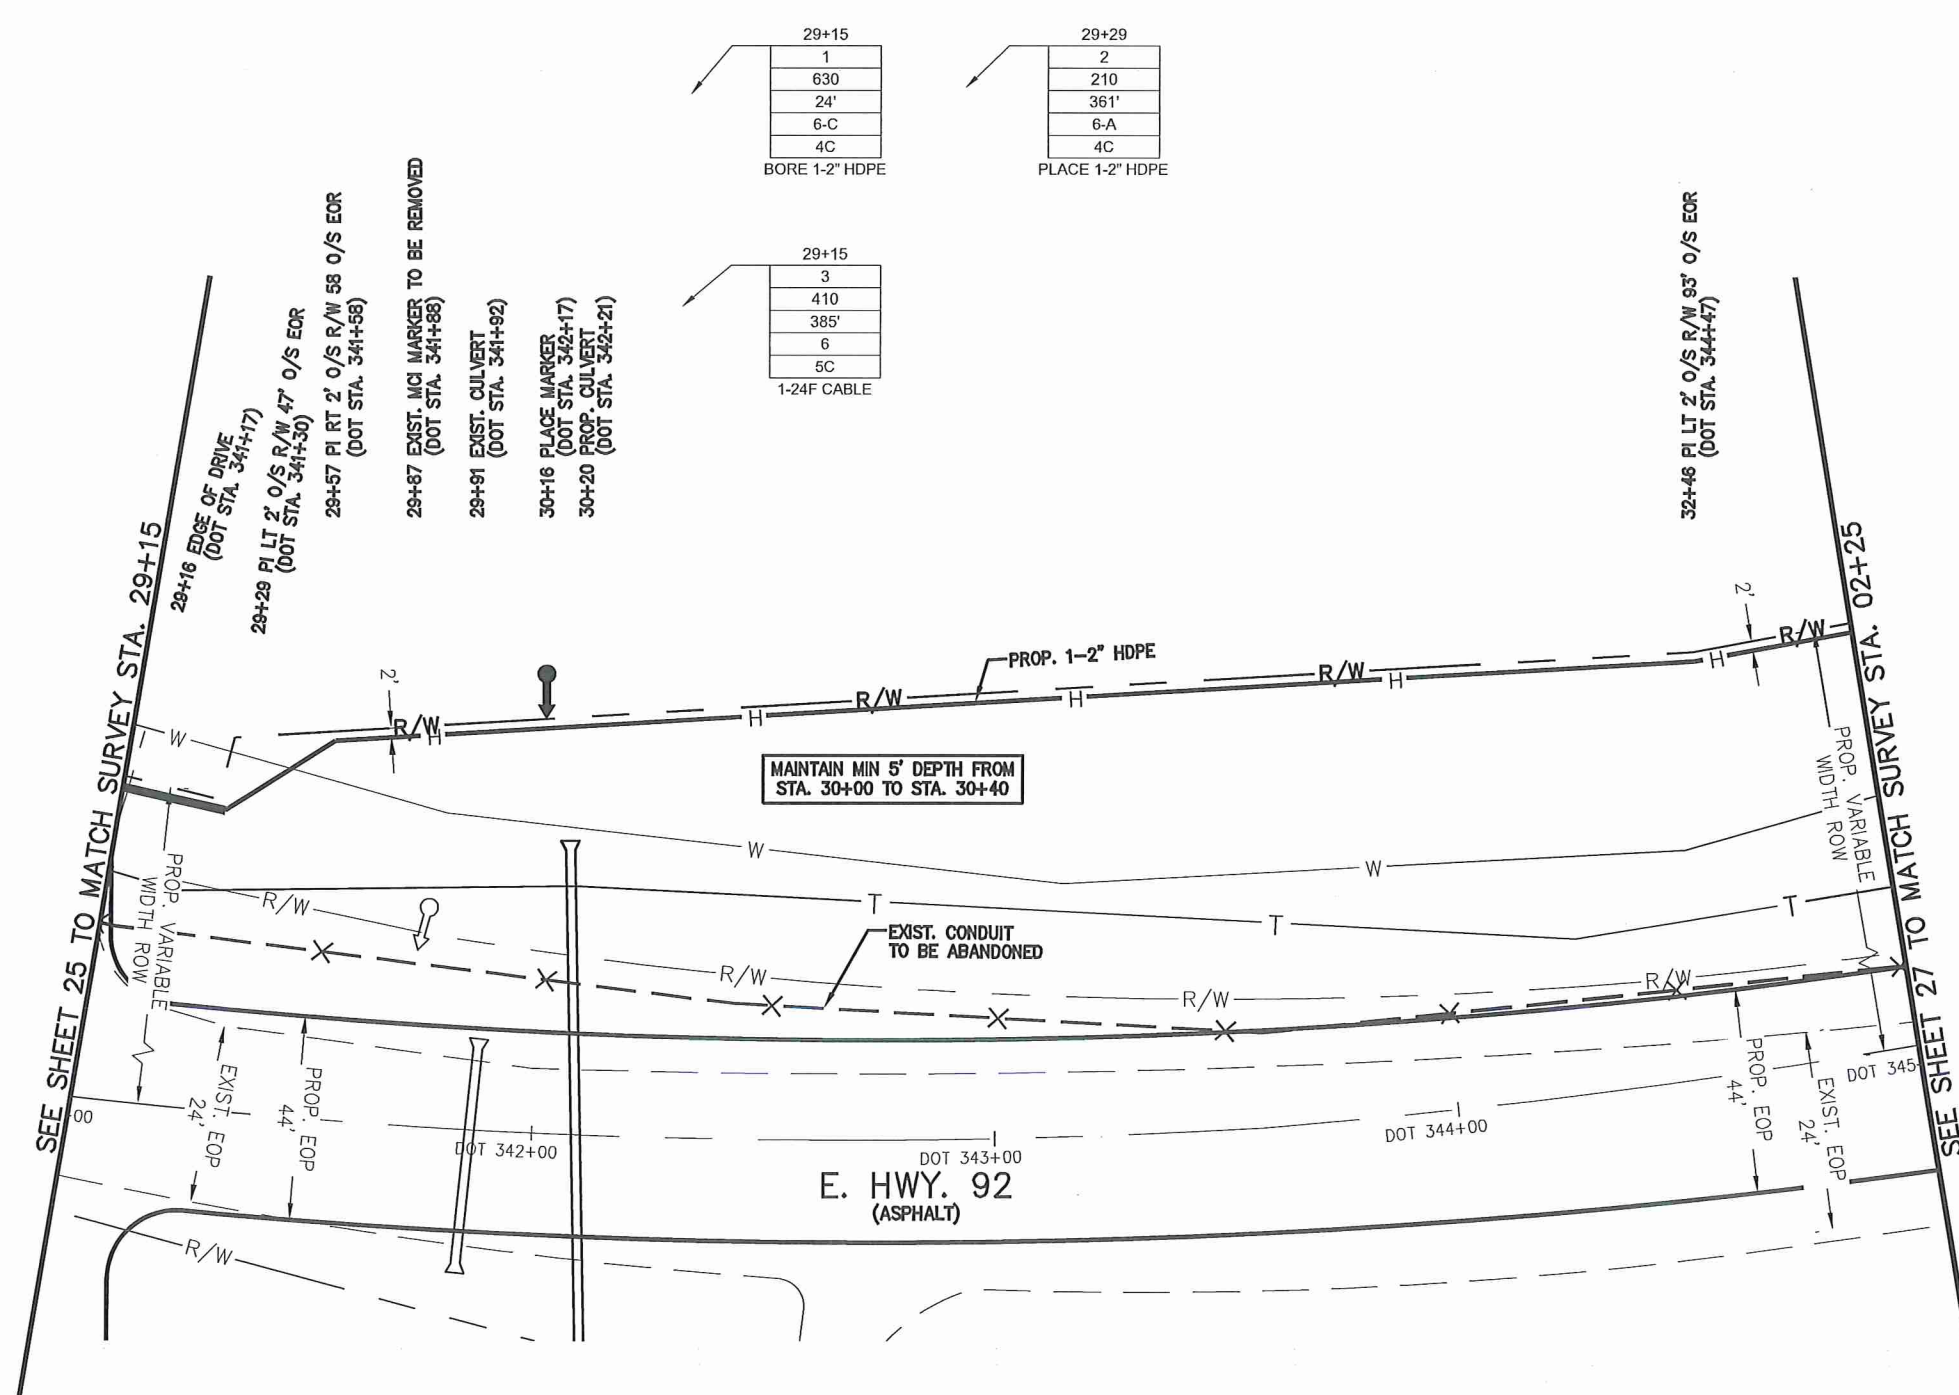 29+15
1
630
24'
6-C
4C
BORE 1-2" HDPE
29+29
2
210
361'
6-A
4C
PLACE 1-2" HDPE
29+15
3
410
385'
6
5C
1-24F CABLE
29+16 EDGE OF DRIVE
(DOT STA. 341+17)
29+29 PI LT 2' O/S R/W 47' O/S EOR
(DOT STA. 341+30)
29+57 PI RT 2' O/S R/W 58 O/S EOR
(DOT STA. 341+58)
29+87 EXIST. MCI MARKER TO BE REMOVED
(DOT STA. 341+88)
29+91 EXIST. CULVERT
(DOT STA. 341+92)
30+16 PLACE MARKER
(DOT STA. 342+17)
30+20 PROP. CULVERT
(DOT STA. 342+21)
32+46 PI LT 2' O/S R/W 93' O/S EOR
(DOT STA. 344+47)
SEE SHEET 25 TO MATCH SURVEY STA. 29+15
SEE SHEET 27 TO MATCH SURVEY STA. 02+25
2'
2'
R/W
R/W
R/W
R/W
PROP. 1-2" HDPE
H
H
H
H
H
MAINTAIN MIN 5' DEPTH FROM
STA. 30+00 TO STA. 30+40
W
W
W
T
T
T
R/W
R/W
R/W
R/W
EXIST. CONDUIT
TO BE ABANDONED
PROP. VARIABLE
WIDTH ROW
PROP. VARIABLE
WIDTH ROW
EXIST. EOP
24'
PROP. EOP
44'
PROP. EOP
44'
EXIST. EOP
24'
+00
DOT 342+00
DOT 343+00
DOT 344+00
DOT 345+
E. HWY. 92
(ASPHALT)
R/W